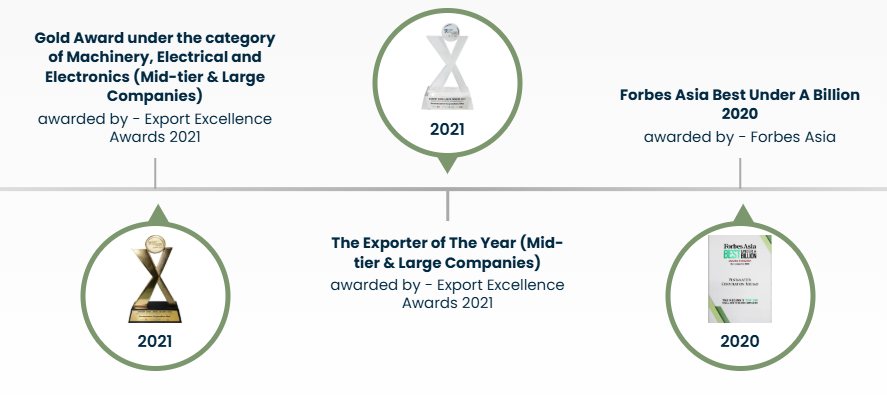 Gold Award under the category
of Machinery, Electrical and
Electronics (Mid-tier & Large
Companies)
awarded by - Export Excellence
Awards 2021
2021
2021
The Exporter of The Year (Mid-
tier & Large Companies)
awarded by - Export Excellence
Awards 2021
Forbes Asia Best Under A Billion
2020
awarded by - Forbes Asia
Forbes Asia
BEST
BILLION
2020